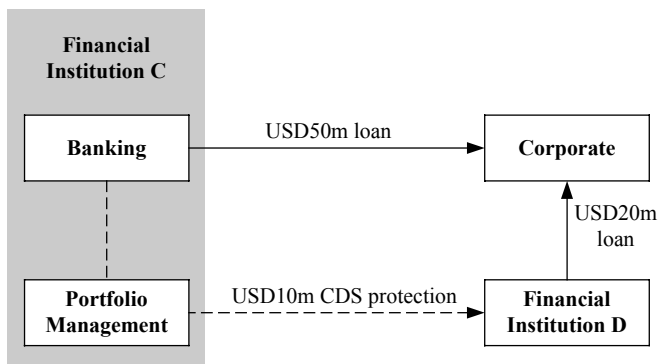 Financial
Institution C
Banking
USD50m loan
Corporate
USD20m
loan
Portfolio
Management
USD10m CDS protection
Financial
Institution D